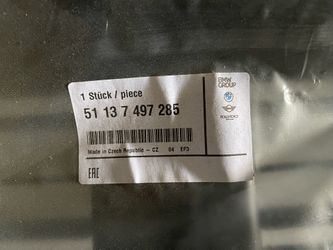 1 Stück / piece
51 13 7 497 285
Made in Czech Republic - CZ 04 EF3
EAC
BMW
GROUP